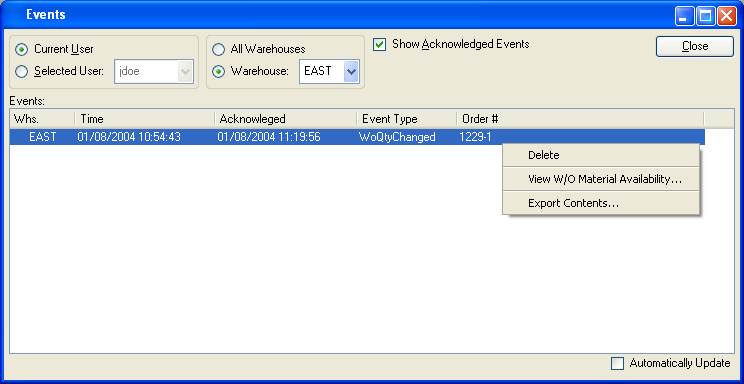 Events
Current User
All Warehouses
Show Acknowledged Events
Close
Selected User: jdoe
Warehouse: EAST
Events:
Whs. Time Acknowleged Event Type Order #
EAST 01/08/2004 10:54:43 01/08/2004 11:19:56 WoQtyChanged 1229-1
Delete
View W/O Material Availability...
Export Contents...
Automatically Update